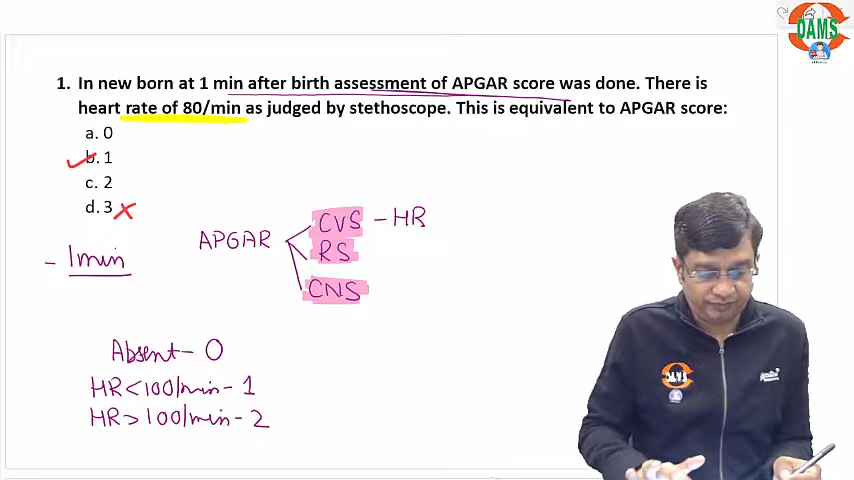 DAMS
1. In new born at 1 min after birth assessment of APGAR score was done. There is
heart rate of 80/min as judged by stethoscope. This is equivalent to APGAR score:
a. 0
b. 1
c. 2
d. 3
APGAR
CVS - HR
RS
CNS
- 1min
Absent - 0
HR<100/min - 1
HR>100/min - 2